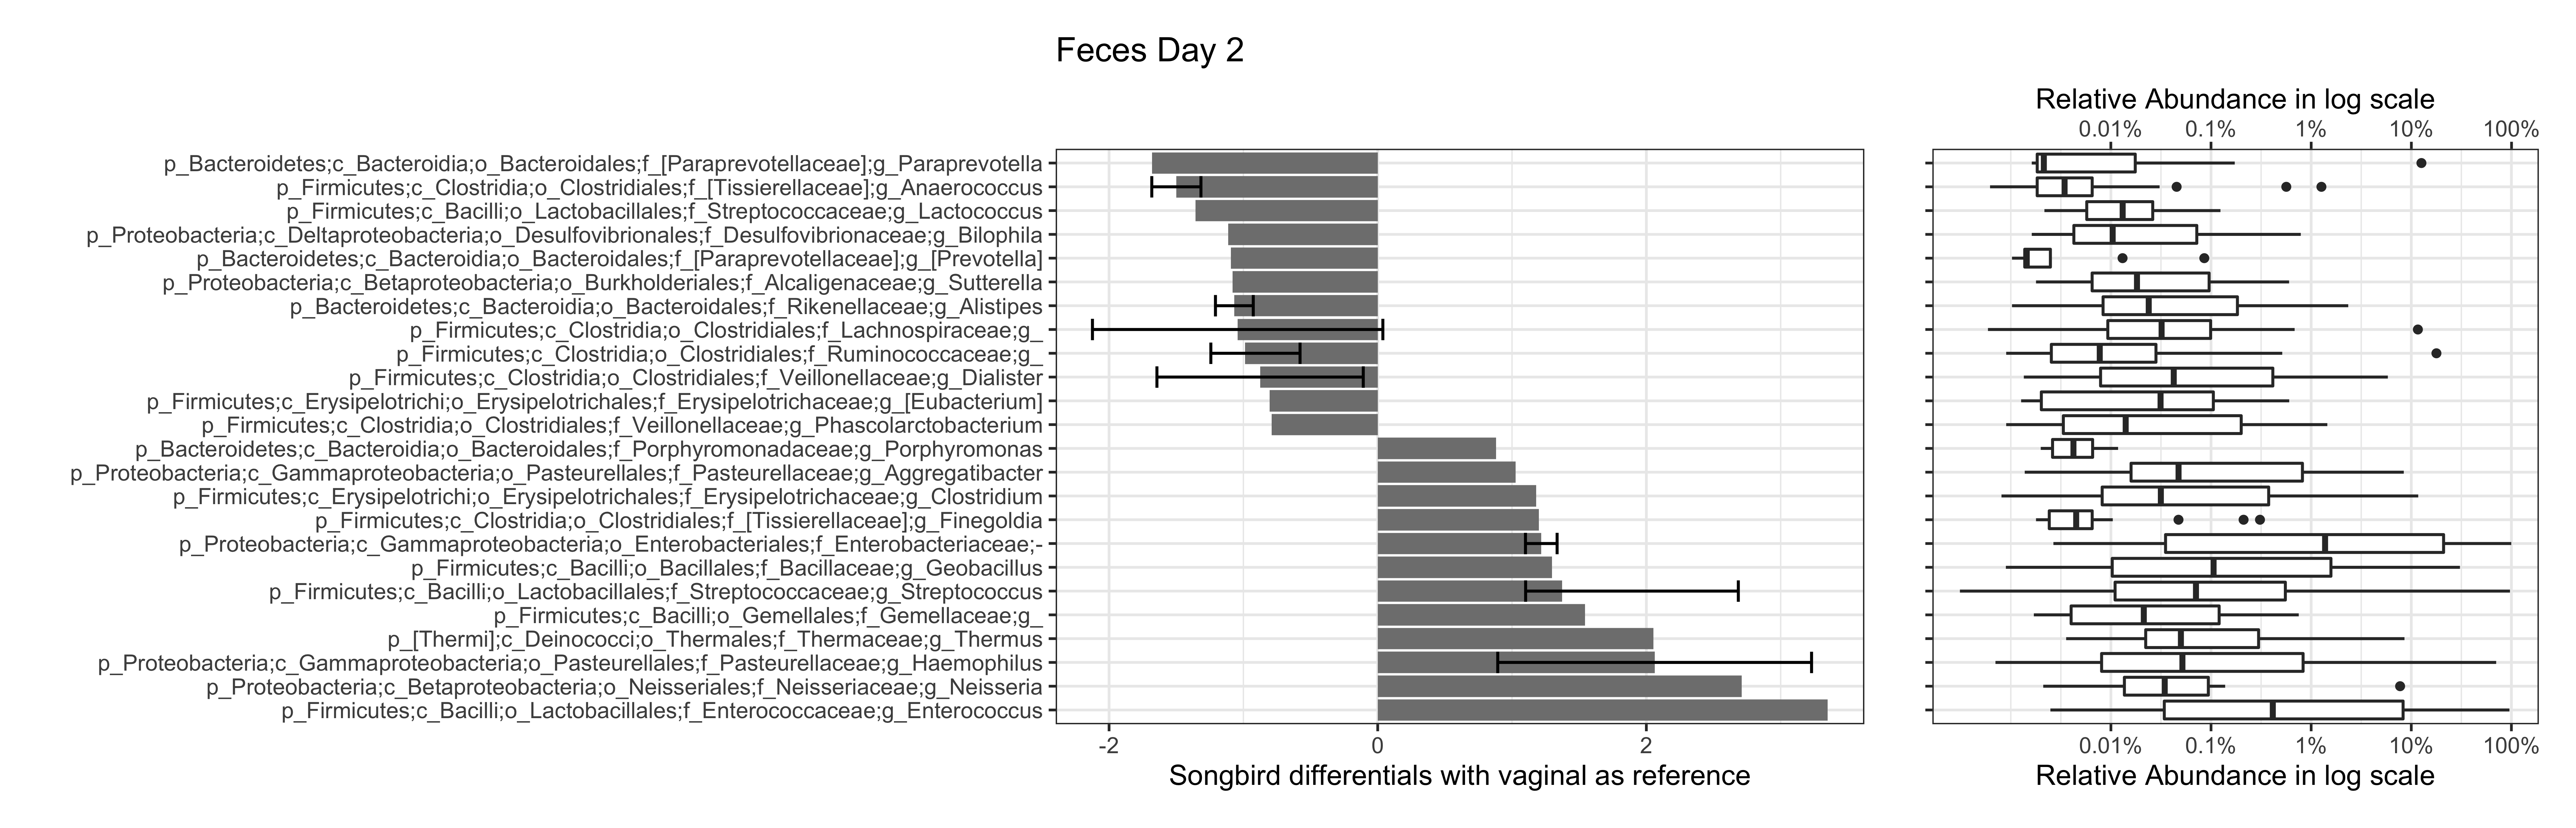 Feces Day 2
Relative Abundance in log scale
0.01% 0.1% 1% 10% 100%
p_Bacteroidetes;c_Bacteroidia;o_Bacteroidales;f_[Paraprevotellaceae];g_Paraprevotella
p_Firmicutes;c_Clostridia;o_Clostridiales;f_[Tissierellaceae];g_Anaerococcus
p_Firmicutes;c_Bacilli;o_Lactobacillales;f_Streptococcaceae;g_Lactococcus
p_Proteobacteria;c_Deltaproteobacteria;o_Desulfovibrionales;f_Desulfovibrionaceae;g_Bilophila
p_Bacteroidetes;c_Bacteroidia;o_Bacteroidales;f_[Paraprevotellaceae];g_[Prevotella]
p_Proteobacteria;c_Betaproteobacteria;o_Burkholderiales;f_Alcaligenaceae;g_Sutterella
p_Bacteroidetes;c_Bacteroidia;o_Bacteroidales;f_Rikenellaceae;g_Alistipes
p_Firmicutes;c_Clostridia;o_Clostridiales;f_Lachnospiraceae;g_
p_Firmicutes;c_Clostridia;o_Clostridiales;f_Ruminococcaceae;g_
p_Firmicutes;c_Clostridia;o_Clostridiales;f_Veillonellaceae;g_Dialister
p_Firmicutes;c_Erysipelotrichi;o_Erysipelotrichales;f_Erysipelotrichaceae;g_[Eubacterium]
p_Firmicutes;c_Clostridia;o_Clostridiales;f_Veillonellaceae;g_Phascolarctobacterium
p_Bacteroidetes;c_Bacteroidia;o_Bacteroidales;f_Porphyromonadaceae;g_Porphyromonas
p_Proteobacteria;c_Gammaproteobacteria;o_Pasteurellales;f_Pasteurellaceae;g_Aggregatibacter
p_Firmicutes;c_Erysipelotrichi;o_Erysipelotrichales;f_Erysipelotrichaceae;g_Clostridium
p_Firmicutes;c_Clostridia;o_Clostridiales;f_[Tissierellaceae];g_Finegoldia
p_Proteobacteria;c_Gammaproteobacteria;o_Enterobacteriales;f_Enterobacteriaceae;-
p_Firmicutes;c_Bacilli;o_Bacillales;f_Bacillaceae;g_Geobacillus
p_Firmicutes;c_Bacilli;o_Lactobacillales;f_Streptococcaceae;g_Streptococcus
p_Firmicutes;c_Bacilli;o_Gemellales;f_Gemellaceae;g_
p_[Thermi];c_Deinococci;o_Thermales;f_Thermaceae;g_Thermus
p_Proteobacteria;c_Gammaproteobacteria;o_Pasteurellales;f_Pasteurellaceae;g_Haemophilus
p_Proteobacteria;c_Betaproteobacteria;o_Neisseriales;f_Neisseriaceae;g_Neisseria
p_Firmicutes;c_Bacilli;o_Lactobacillales;f_Enterococcaceae;g_Enterococcus
-2 0 2
Songbird differentials with vaginal as reference
0.01% 0.1% 1% 10% 100%
Relative Abundance in log scale